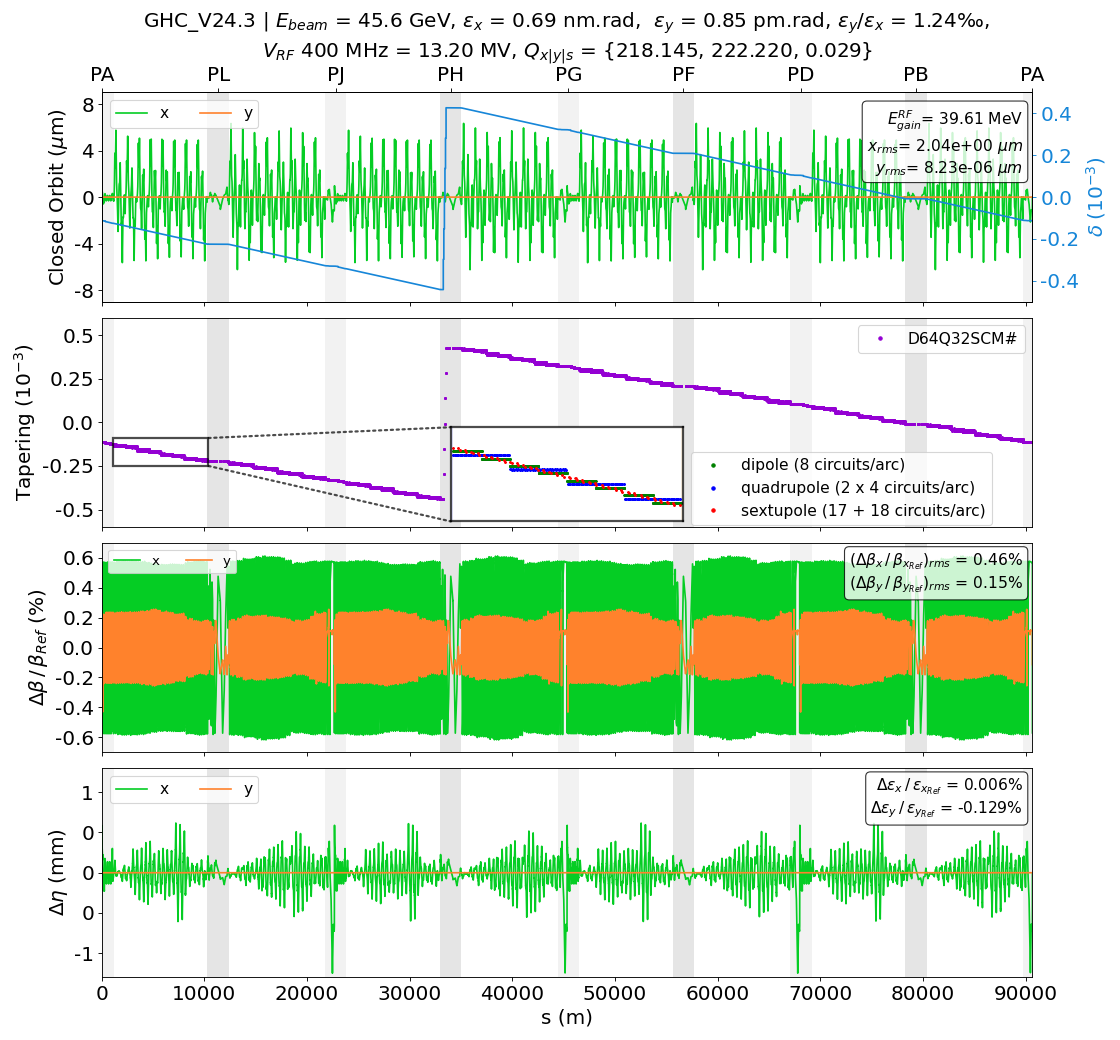 GHC_V24.3 | E_beam = 45.6 GeV, ε_x = 0.69 nm.rad, ε_y = 0.85 pm.rad, ε_y/ε_x = 1.24‰,
V_RF 400 MHz = 13.20 MV, Q_x|y|s = {218.145, 222.220, 0.029}
PA PL PJ PH PG PF PD PB PA
x y
E^RF_gain= 39.61 MeV
x_rms= 2.04e+00 μm
y_rms= 8.23e-06 μm
Closed Orbit (μm)
8
4
0
-4
-8
0.4
0.2
0.0
-0.2
-0.4
δ (10^−3)
Tapering (10^−3)
0.5
0.25
0.0
-0.25
-0.5
D64Q32SCM#
dipole (8 circuits/arc)
quadrupole (2 x 4 circuits/arc)
sextupole (17 + 18 circuits/arc)
Δβ / β_Ref (%)
0.6
0.4
0.2
0.0
-0.2
-0.4
-0.6
x y
(Δβ_x / β_x_Ref)_rms = 0.46%
(Δβ_y / β_y_Ref)_rms = 0.15%
Δη (mm)
1
0
0
0
-1
x y
Δε_x / ε_x_Ref = 0.006%
Δε_y / ε_y_Ref = -0.129%
0 10000 20000 30000 40000 50000 60000 70000 80000 90000
s (m)